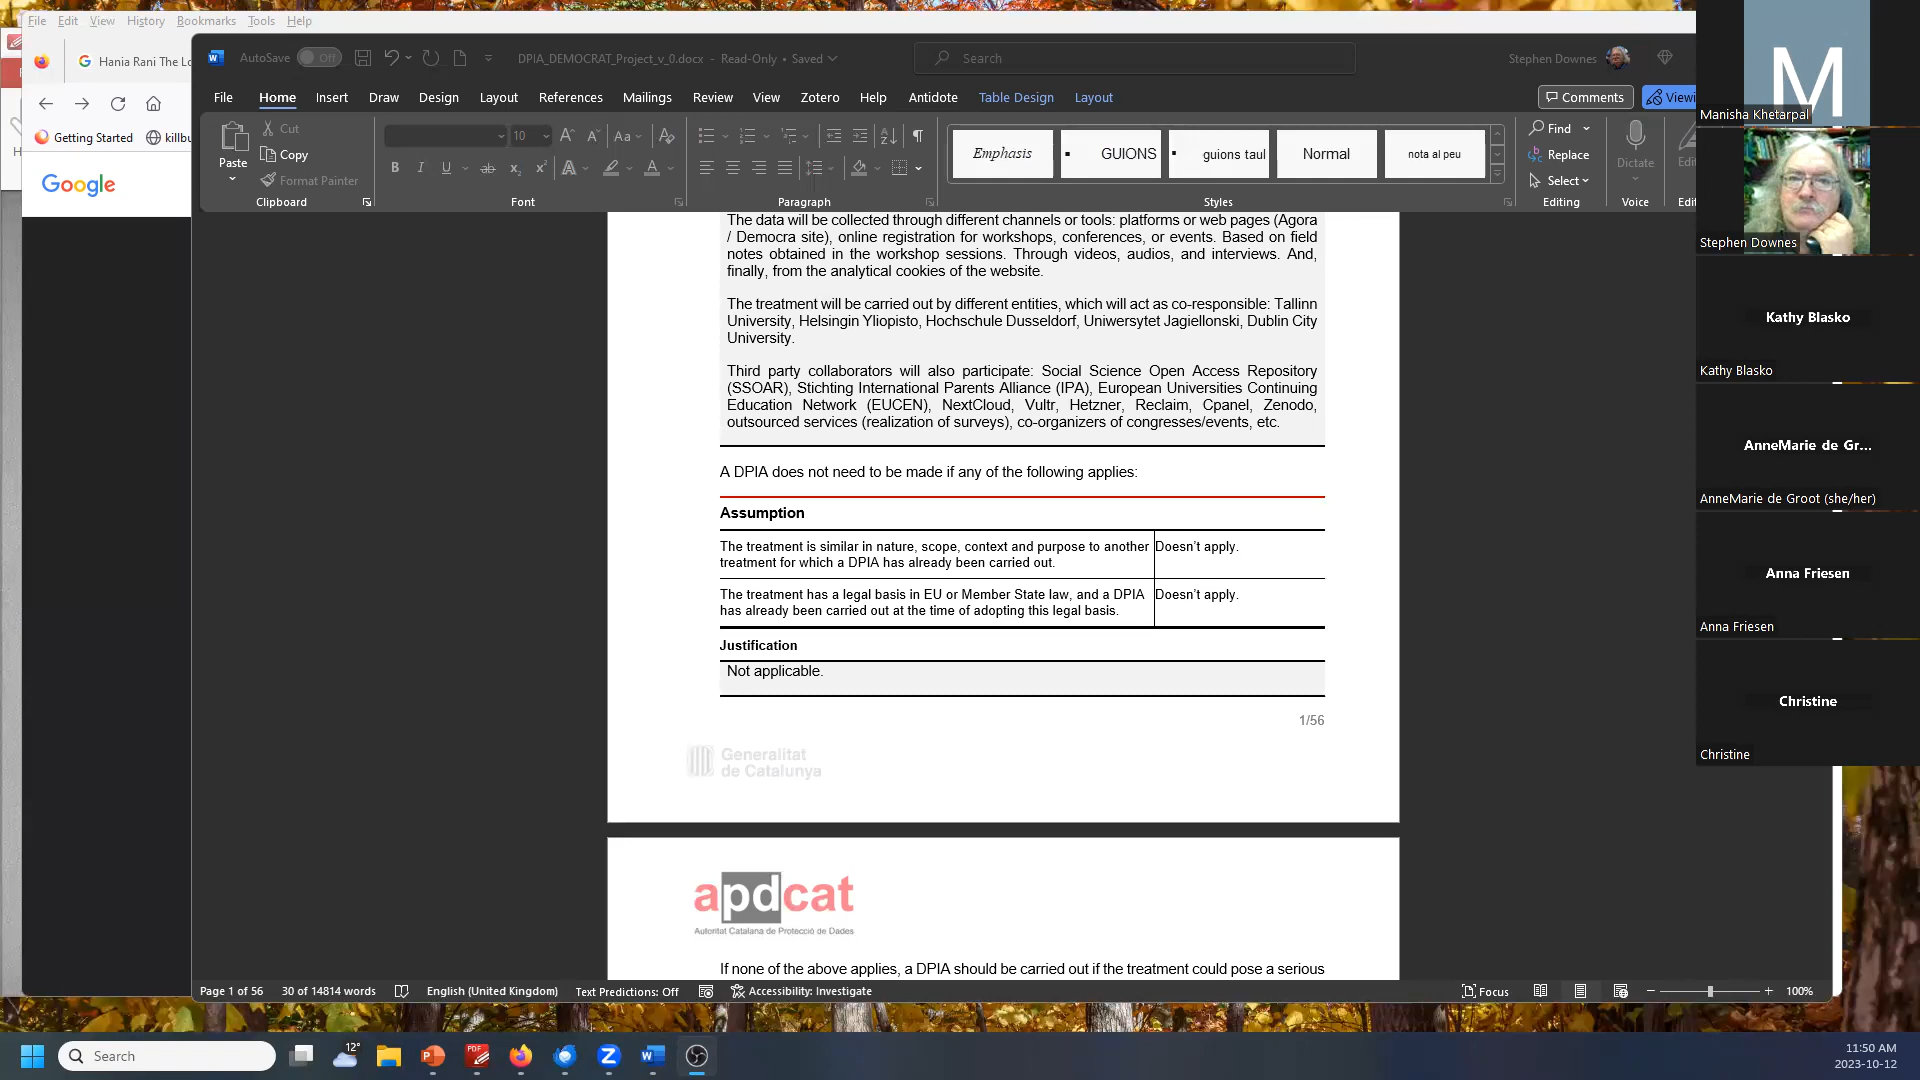 File Edit View History Bookmarks Tools Help
Hania Rani The Lo
Getting Started killbu
Google
AutoSave Off DPIA_DEMOCRAT_Project_v_0.docx - Read-Only • Saved Search Stephen Downes
File Home Insert Draw Design Layout References Mailings Review View Zotero Help Antidote Table Design Layout Comments Viewi
Paste Cut Copy Format Painter
10 Aa
B I U ab x₂ x² A A
Emphasis GUIONS guions taul Normal nota al peu
Find Replace Select
Dictate Edi
Clipboard Font Paragraph Styles Editing Voice Edit
The data will be collected through different channels or tools: platforms or web pages (Agora
/ Democra site), online registration for workshops, conferences, or events. Based on field
notes obtained in the workshop sessions. Through videos, audios, and interviews. And,
finally, from the analytical cookies of the website.
The treatment will be carried out by different entities, which will act as co-responsible: Tallinn
University, Helsingin Yliopisto, Hochschule Dusseldorf, Uniwersytet Jagiellonski, Dublin City
University.
Third party collaborators will also participate: Social Science Open Access Repository
(SSOAR), Stichting International Parents Alliance (IPA), European Universities Continuing
Education Network (EUCEN), NextCloud, Vultr, Hetzner, Reclaim, Cpanel, Zenodo,
outsourced services (realization of surveys), co-organizers of congresses/events, etc.
A DPIA does not need to be made if any of the following applies:
Assumption
The treatment is similar in nature, scope, context and purpose to another Doesn’t apply.
treatment for which a DPIA has already been carried out.
The treatment has a legal basis in EU or Member State law, and a DPIA Doesn’t apply.
has already been carried out at the time of adopting this legal basis.
Justification
Not applicable.
1/56
Generalitat
de Catalunya
apdcat
Autoritat Catalana de Protecció de Dades
If none of the above applies, a DPIA should be carried out if the treatment could pose a serious
Page 1 of 56 30 of 14814 words English (United Kingdom) Text Predictions: Off Accessibility: Investigate Focus 100%
M
Manisha Khetarpal
Stephen Downes
Kathy Blasko
Kathy Blasko
AnneMarie de Gr...
AnneMarie de Groot (she/her)
Anna Friesen
Anna Friesen
Christine
Christine
Search 12° 11:50 AM
2023-10-12